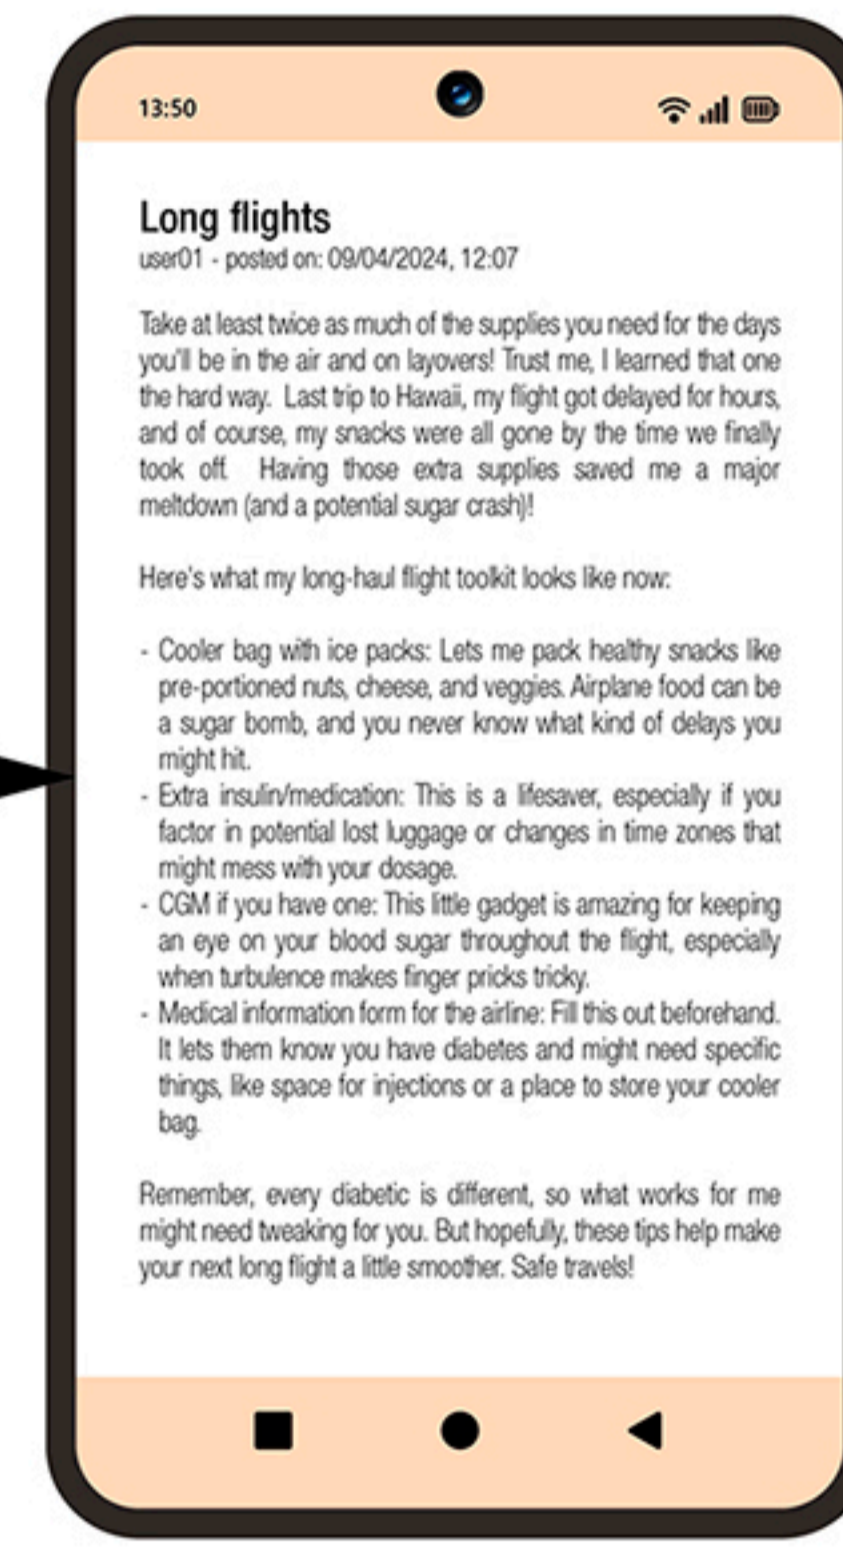 13:50
Long flights
user01 - posted on: 09/04/2024, 12:07
Take at least twice as much of the supplies you need for the days
you'll be in the air and on layovers! Trust me, I learned that one
the hard way. Last trip to Hawaii, my flight got delayed for hours,
and of course, my snacks were all gone by the time we finally
took off. Having those extra supplies saved me a major
meltdown (and a potential sugar crash)!
Here's what my long-haul flight toolkit looks like now:
- Cooler bag with ice packs: Lets me pack healthy snacks like
pre-portioned nuts, cheese, and veggies. Airplane food can be
a sugar bomb, and you never know what kind of delays you
might hit.
- Extra insulin/medication: This is a lifesaver, especially if you
factor in potential lost luggage or changes in time zones that
might mess with your dosage.
- CGM if you have one: This little gadget is amazing for keeping
an eye on your blood sugar throughout the flight, especially
when turbulence makes finger pricks tricky.
- Medical information form for the airline: Fill this out beforehand.
It lets them know you have diabetes and might need specific
things, like space for injections or a place to store your cooler
bag.
Remember, every diabetic is different, so what works for me
might need tweaking for you. But hopefully, these tips help make
your next long flight a little smoother. Safe travels!